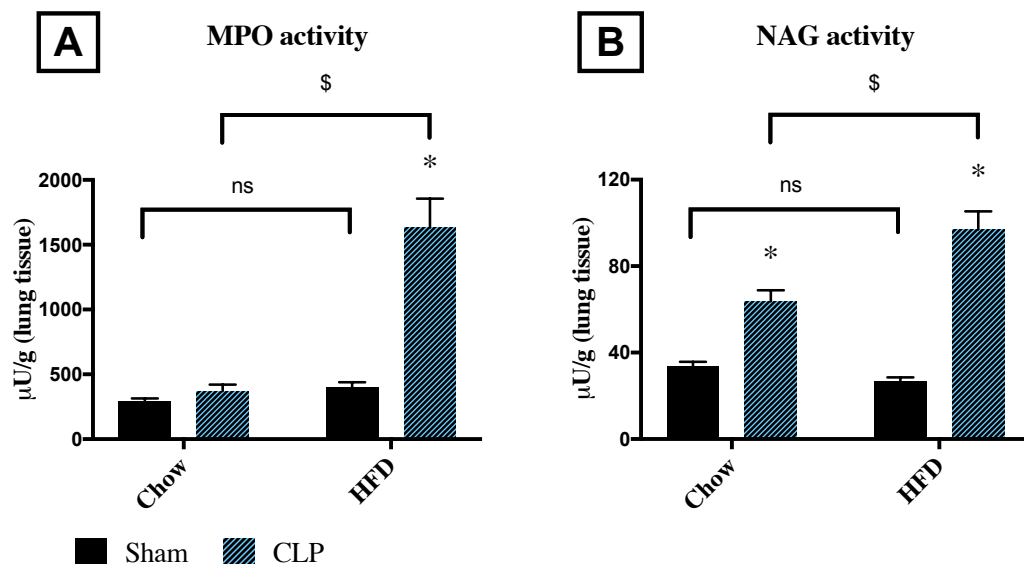 A
MPO activity
$
*
ns
2000
1500
1000
500
0
μU/g (lung tissue)
*
Chow
HFD
B
NAG activity
$
*
ns
*
120
80
40
0
μU/g (lung tissue)
Chow
HFD
Sham
CLP